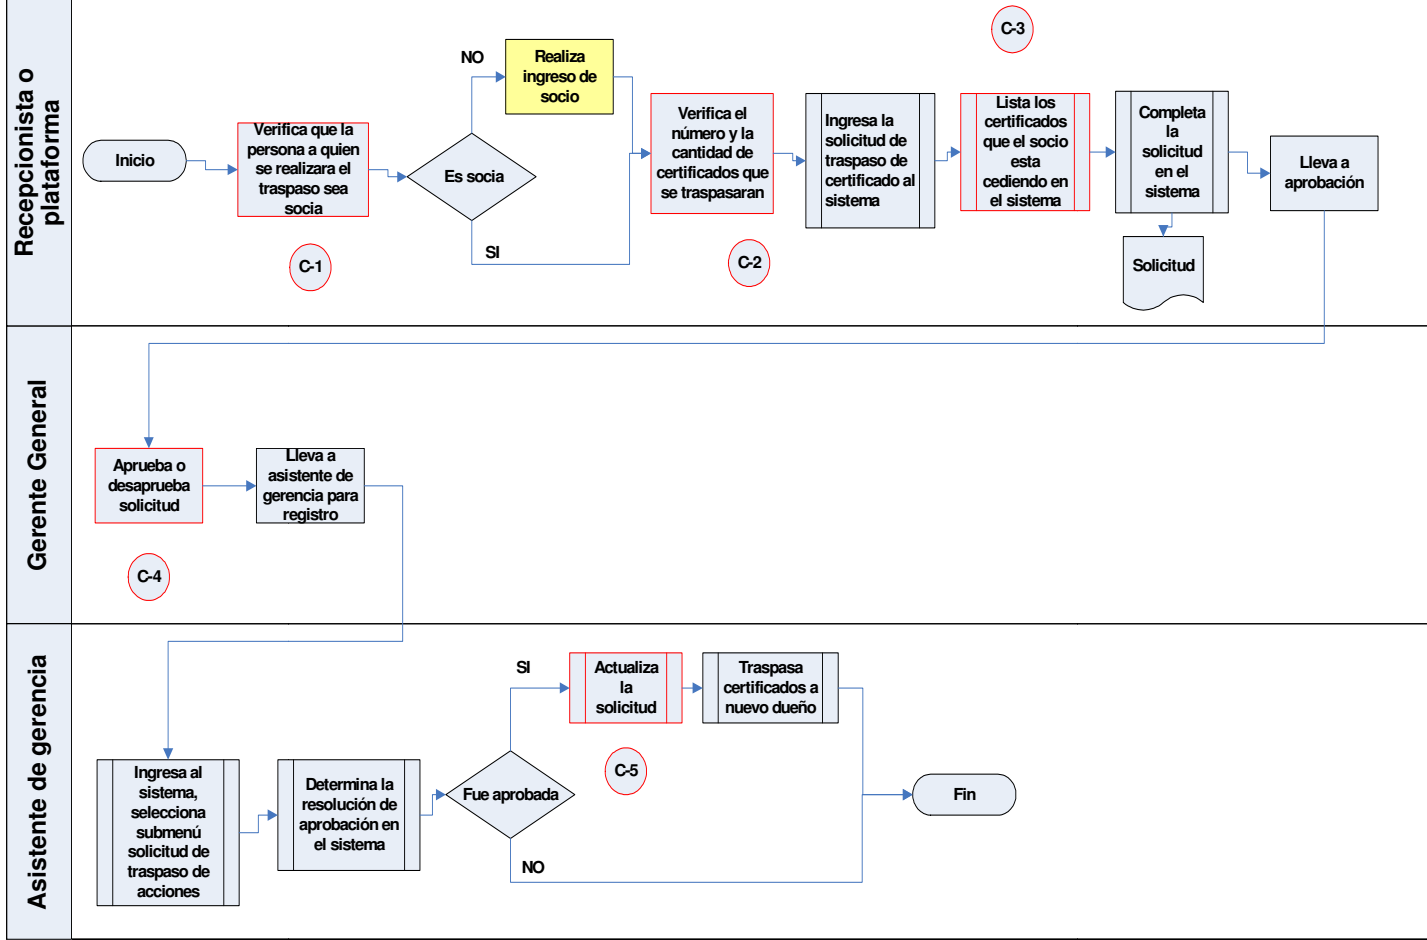 Recepcionista o
plataforma
Inicio
Verifica que la
persona a quien
se realizara el
traspaso sea
socia
C-1
Es socia
NO
SI
Realiza
ingreso de
socio
Verifica el
número y la
cantidad de
certificados que
se traspasaran
C-2
Ingresa la
solicitud de
traspaso de
certificado al
sistema
C-3
Lista los
certificados
que el socio
esta
cediendo en
el sistema
Completa
la
solicitud
en el
sistema
Solicitud
Lleva a
aprobación
Gerente General
Aprueba o
desaprueba
solicitud
C-4
Lleva a
asistente de
gerencia para
registro
Asistente de gerencia
Ingresa al
sistema,
selecciona
submenú
solicitud de
traspaso de
acciones
Determina la
resolución de
aprobación en
el sistema
Fue aprobada
SI
NO
Actualiza
la
solicitud
C-5
Traspasa
certificados a
nuevo dueño
Fin